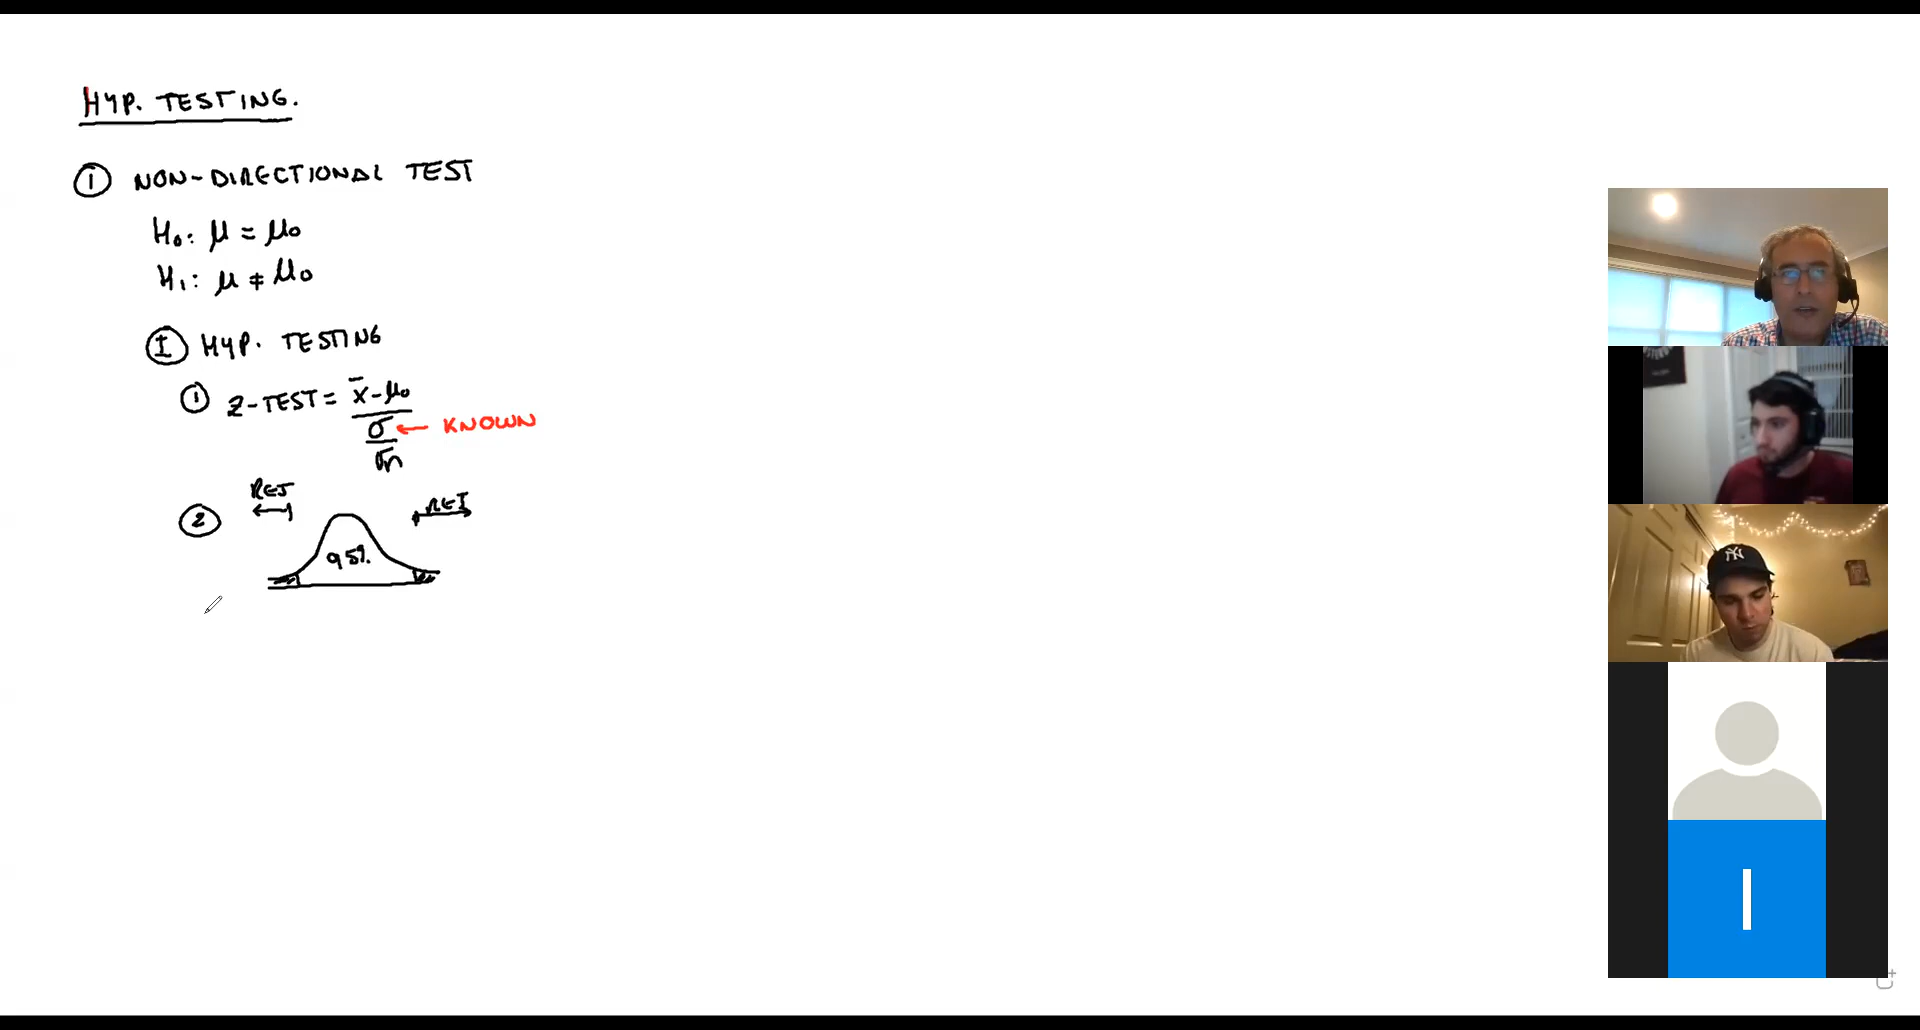 HYP. TESTING.
① NON-DIRECTIONAL TEST
H₀: μ = μ₀
H₁: μ ≠ μ₀
Ⓘ HYP. TESTING
① Z-TEST = x̄-μ₀
σ ← KNOWN
√n
② REJ REJ
95%
NY
I